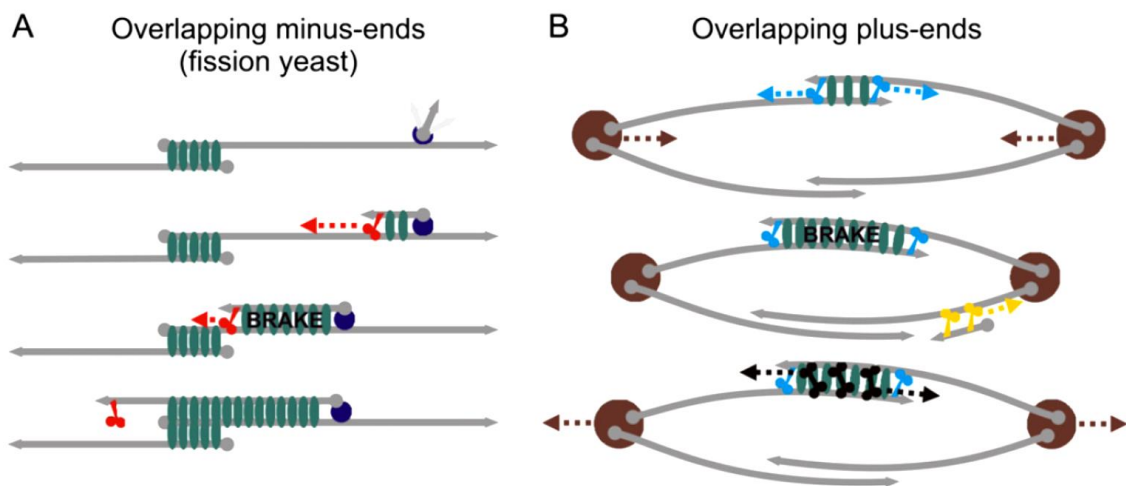 A
Overlapping minus-ends
(fission yeast)
BRAKE
B
Overlapping plus-ends
BRAKE